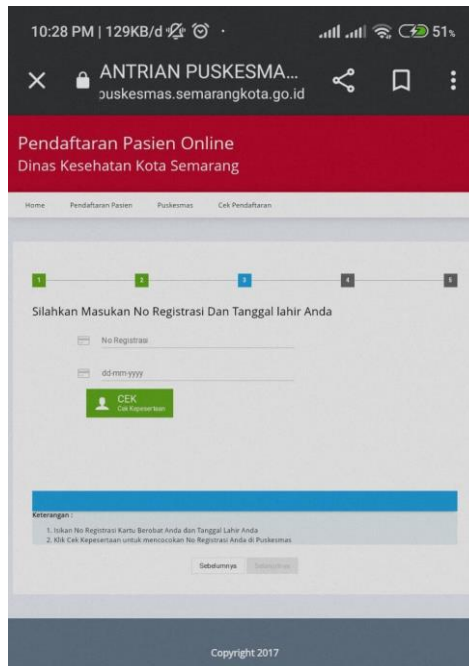 10:28 PM | 129KB/d
51%
ANTRIAN PUSKESMA...
puskesmas.semarangkota.go.id
Pendaftaran Pasien Online
Dinas Kesehatan Kota Semarang
Home Pendaftaran Pasien Puskesmas Cek Pendaftaran
1 2 3 4 5
Silahkan Masukan No Registrasi Dan Tanggal lahir Anda
No Registrasi
dd-mm-yyyy
CEK
Cek Kepesertaan
Keterangan :
1. Isikan No Registrasi Kartu Berobat Anda dan Tanggal Lahir Anda
2. Klik Cek Kepesertaan untuk mencocokan No Registrasi Anda di Puskesmas
Sebelumnya
Copyright 2017